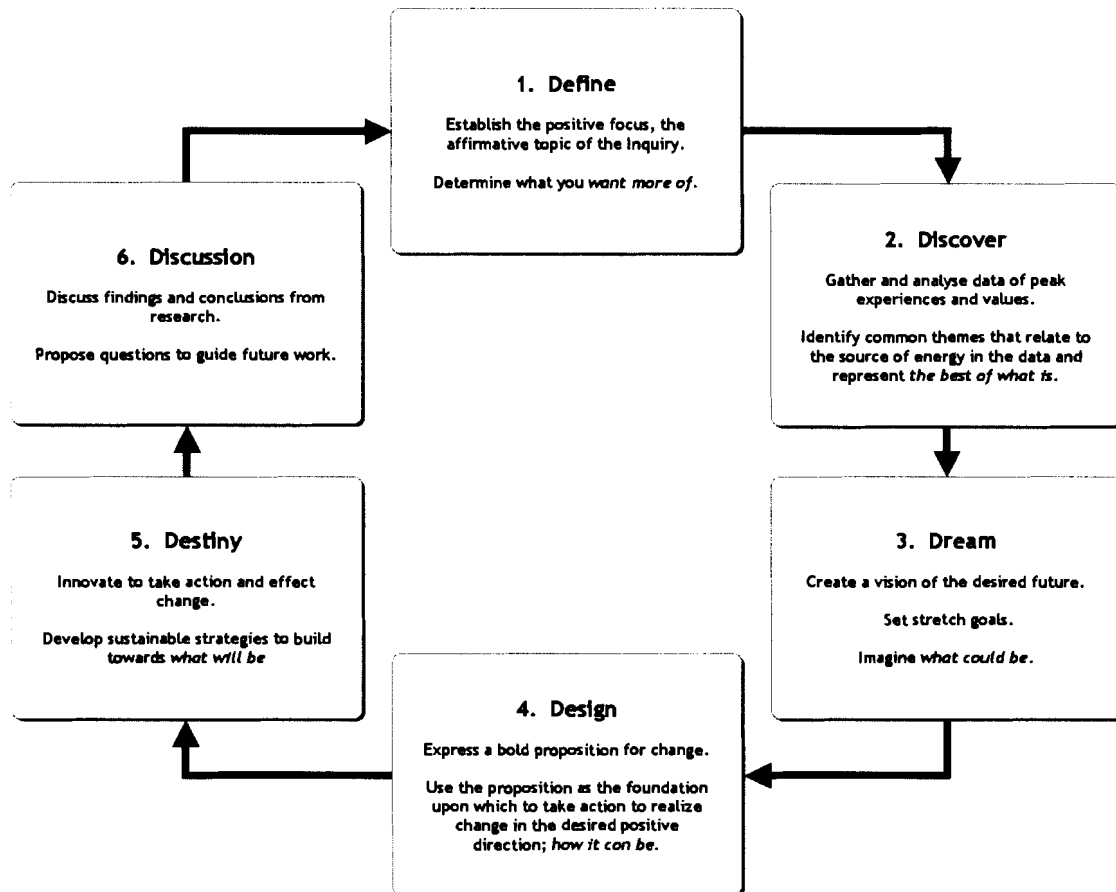 1. Define
Establish the positive focus, the
affirmative topic of the Inquiry.
Determine what you want more of.
2. Discover
Gather and analyse data of peak
experiences and values.
Identify common themes that relate to
the source of energy in the data and
represent the best of what is.
3. Dream
Create a vision of the desired future.
Set stretch goals.
Imagine what could be.
4. Design
Express a bold proposition for change.
Use the proposition as the foundation
upon which to take action to realize
change in the desired positive
direction; how it can be.
5. Destiny
Innovate to take action and effect
change.
Develop sustainable strategies to build
towards what will be
6. Discussion
Discuss findings and conclusions from
research.
Propose questions to guide future work.